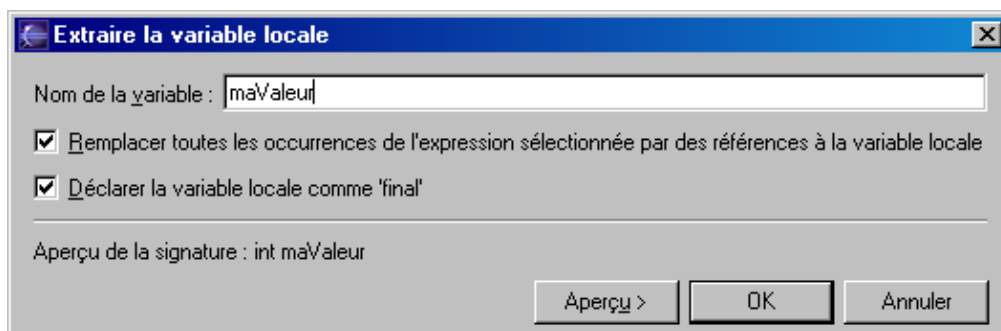 Extraire la variable locale
Nom de la variable : maValeur
Remplacer toutes les occurrences de l'expression sélectionnée par des références à la variable locale
Déclarer la variable locale comme 'final'
Aperçu de la signature : int maValeur
Aperçu > OK Annuler